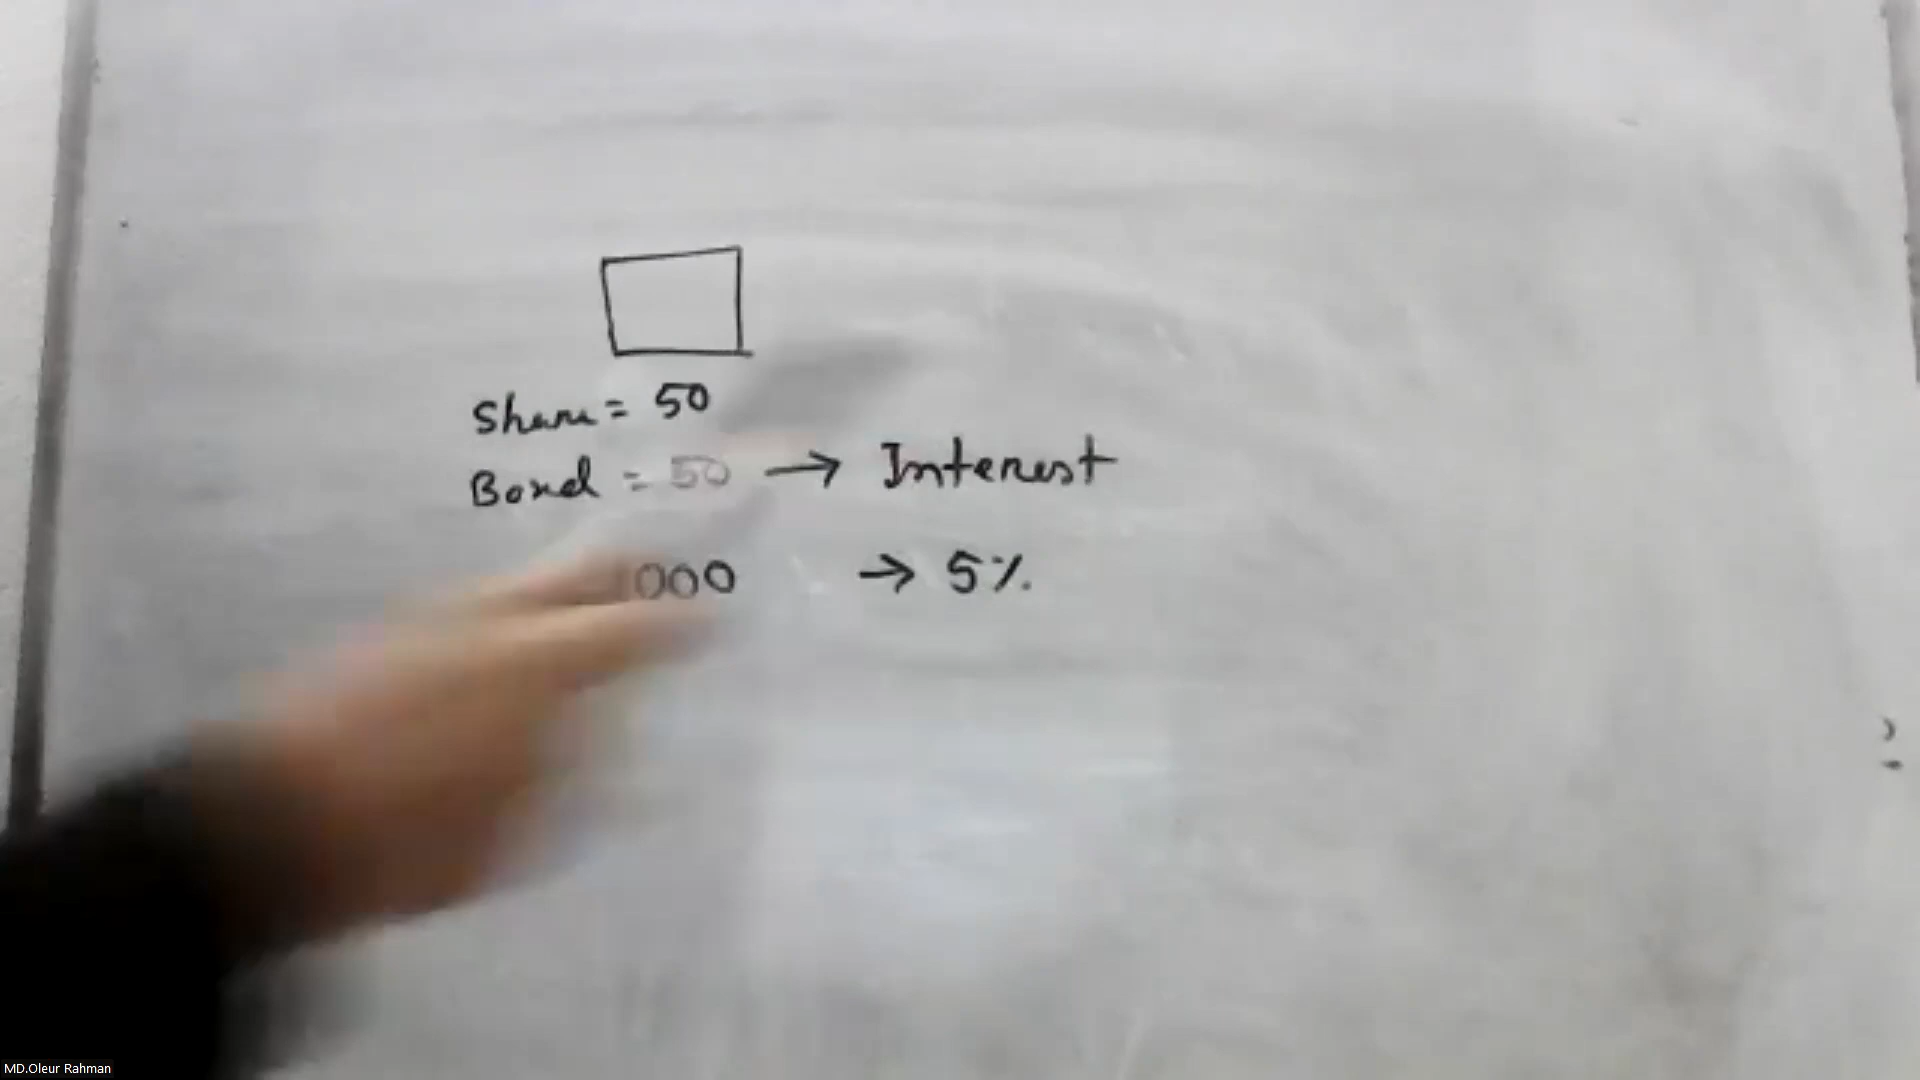 Share = 50
Bond = 50 → Interest
1000 → 5%
MD.Oleur Rahman